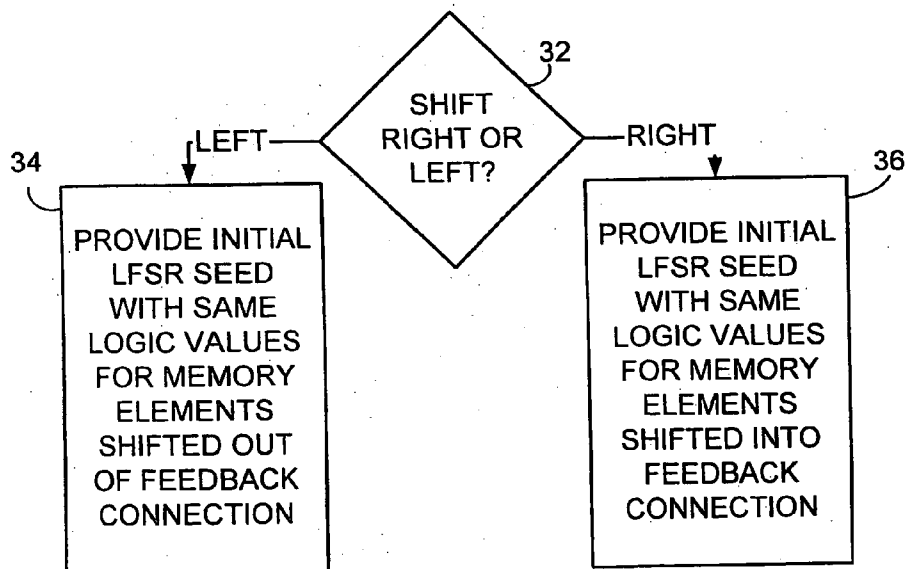 32
SHIFT
RIGHT OR
LEFT?
LEFT
RIGHT
34
PROVIDE INITIAL
LFSR SEED
WITH SAME
LOGIC VALUES
FOR MEMORY
ELEMENTS
SHIFTED OUT
OF FEEDBACK
CONNECTION
36
PROVIDE INITIAL
LFSR SEED
WITH SAME
LOGIC VALUES
FOR MEMORY
ELEMENTS
SHIFTED INTO
FEEDBACK
CONNECTION